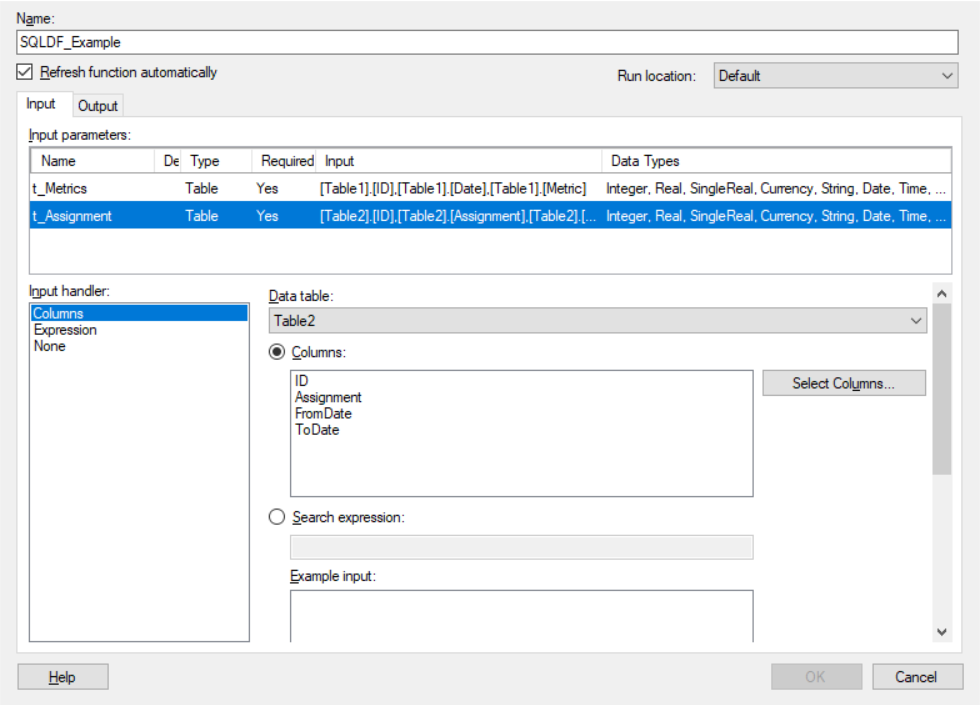 Name:
SQLDF_Example
Refresh function automatically
Run location: Default
Input Output
Input parameters:
Name De Type Required Input Data Types
t_Metrics Table Yes [Table1].[ID],[Table1].[Date],[Table1].[Metric] Integer, Real, SingleReal, Currency, String, Date, Time, ...
t_Assignment Table Yes [Table2].[ID],[Table2].[Assignment],[Table2].[... Integer, Real, SingleReal, Currency, String, Date, Time, ...
Input handler:
Columns
Expression
None
Data table:
Table2
Columns:
ID
Assignment
FromDate
ToDate
Select Columns...
Search expression:
Example input:
Help OK Cancel